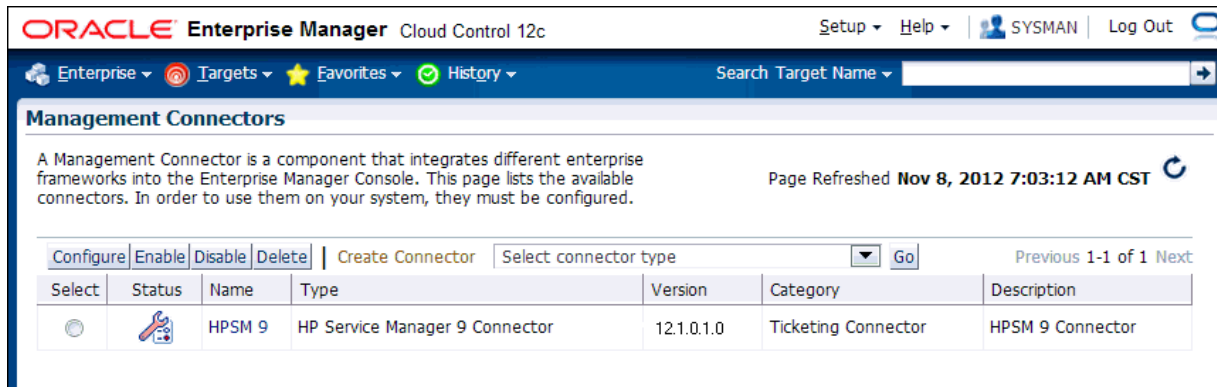 ORACLE Enterprise Manager Cloud Control 12c Setup Help SYSMAN Log Out
Enterprise Targets Favorites History Search Target Name
Management Connectors
A Management Connector is a component that integrates different enterprise
frameworks into the Enterprise Manager Console. This page lists the available
connectors. In order to use them on your system, they must be configured.
Page Refreshed Nov 8, 2012 7:03:12 AM CST
Configure Enable Disable Delete | Create Connector Select connector type Go Previous 1-1 of 1 Next
Select Status Name Type Version Category Description
HPSM 9 HP Service Manager 9 Connector 12.1.0.1.0 Ticketing Connector HPSM 9 Connector